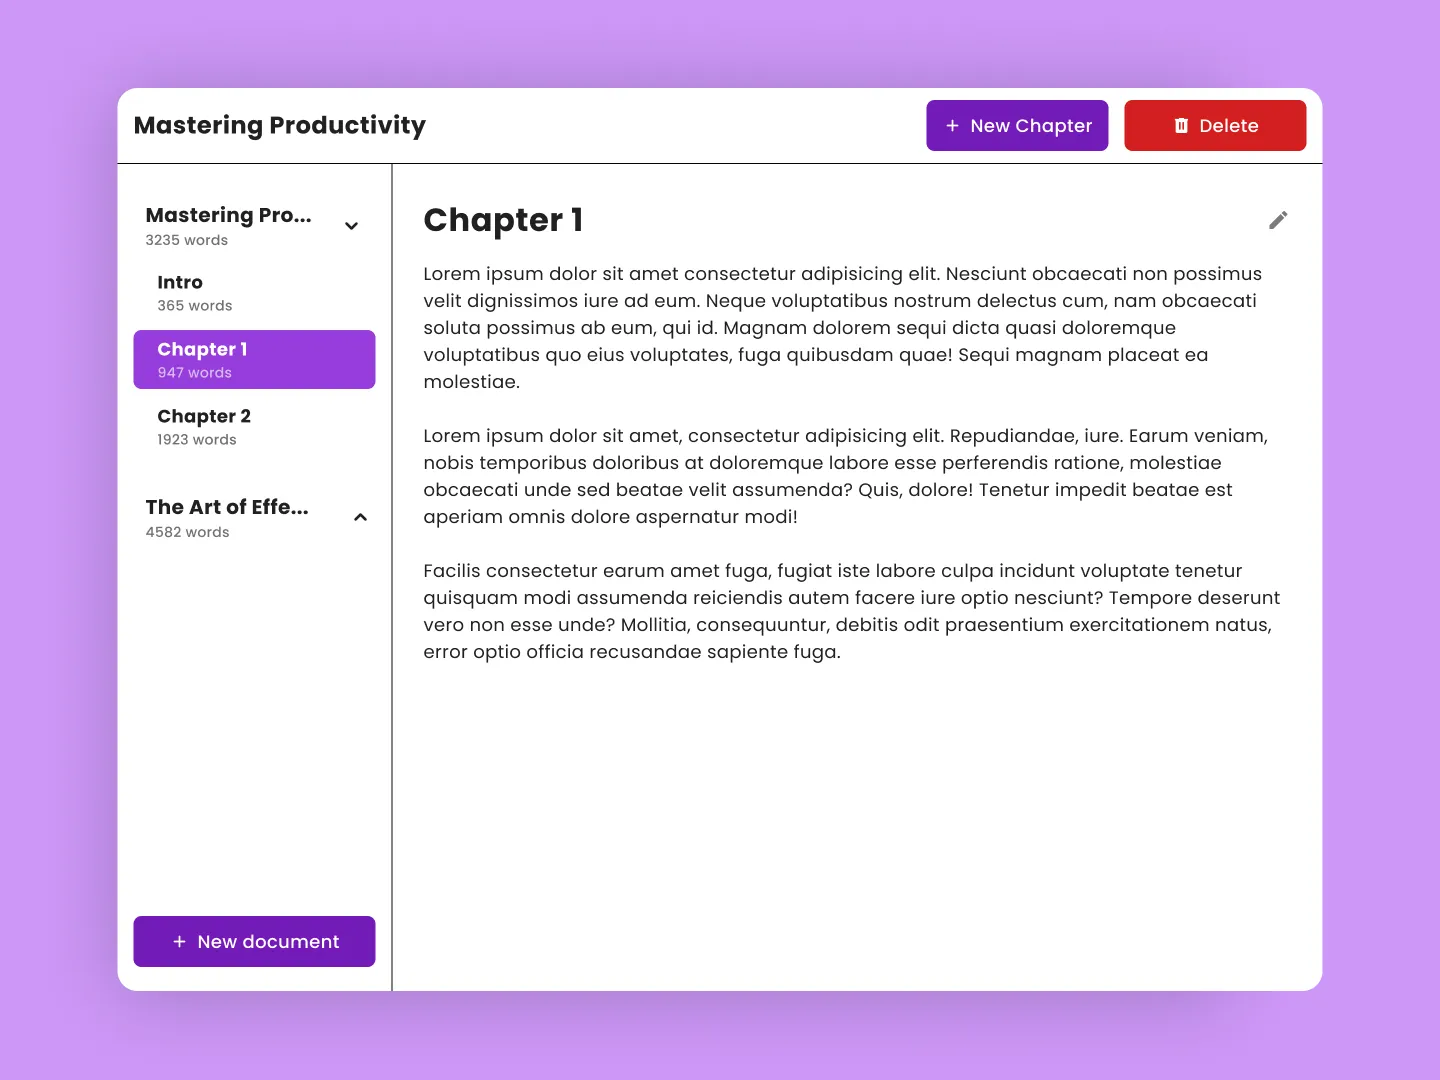 Mastering Productivity
+ New Chapter
Delete
Mastering Pro...
3235 words
Intro
365 words
Chapter 1
947 words
Chapter 2
1923 words
The Art of Effe...
4582 words
+ New document
Chapter 1
Lorem ipsum dolor sit amet consectetur adipisicing elit. Nesciunt obcaecati non possimus
velit dignissimos iure ad eum. Neque voluptatibus nostrum delectus cum, nam obcaecati
soluta possimus ab eum, qui id. Magnam dolorem sequi dicta quasi doloremque
voluptatibus quo eius voluptates, fuga quibusdam quae! Sequi magnam placeat ea
molestiae.
Lorem ipsum dolor sit amet, consectetur adipisicing elit. Repudiandae, iure. Earum veniam,
nobis temporibus doloribus at doloremque labore esse perferendis ratione, molestiae
obcaecati unde sed beatae velit assumenda? Quis, dolore! Tenetur impedit beatae est
aperiam omnis dolore aspernatur modi!
Facilis consectetur earum amet fuga, fugiat iste labore culpa incidunt voluptate tenetur
quisquam modi assumenda reiciendis autem facere iure optio nesciunt? Tempore deserunt
vero non esse unde? Mollitia, consequuntur, debitis odit praesentium exercitationem natus,
error optio officia recusandae sapiente fuga.